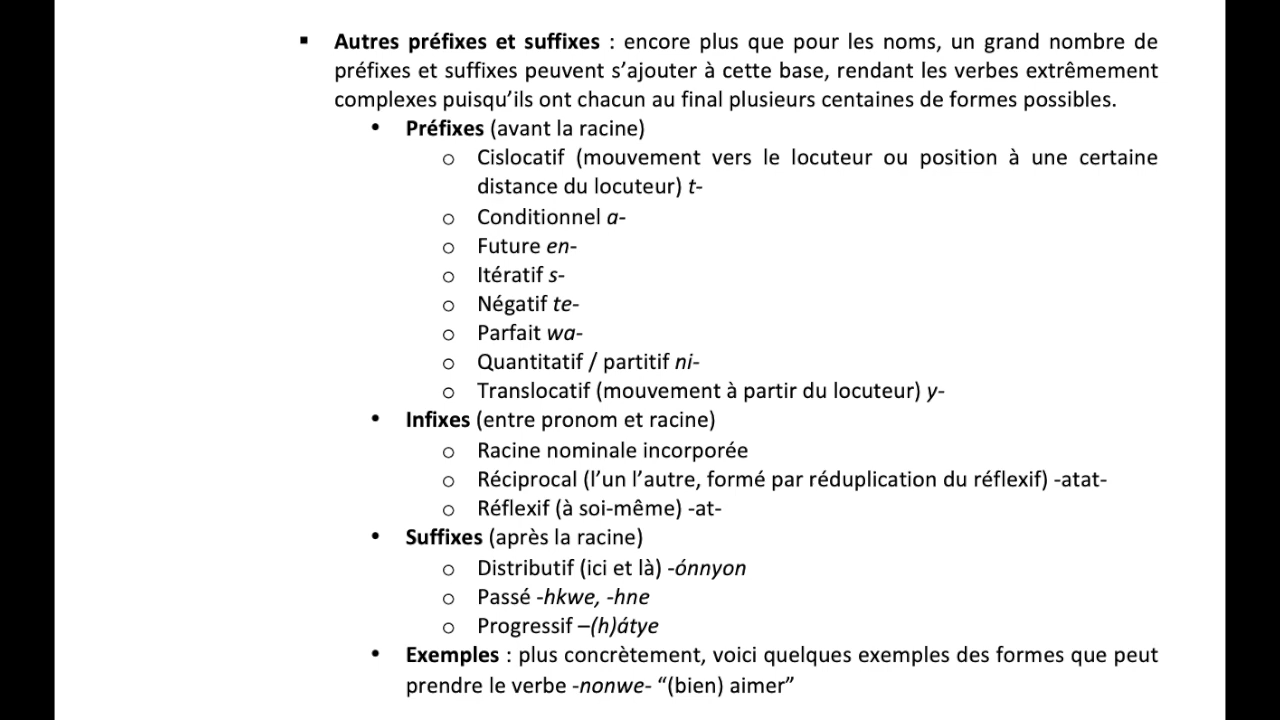 ▪ Autres préfixes et suffixes : encore plus que pour les noms, un grand nombre de
préfixes et suffixes peuvent s’ajouter à cette base, rendant les verbes extrêmement
complexes puisqu’ils ont chacun au final plusieurs centaines de formes possibles.
• Préfixes (avant la racine)
o Cislocatif (mouvement vers le locuteur ou position à une certaine
distance du locuteur) t-
o Conditionnel a-
o Future en-
o Itératif s-
o Négatif te-
o Parfait wa-
o Quantitatif / partitif ni-
o Translocatif (mouvement à partir du locuteur) y-
• Infixes (entre pronom et racine)
o Racine nominale incorporée
o Réciprocal (l’un l’autre, formé par réduplication du réflexif) -atat-
o Réflexif (à soi-même) -at-
• Suffixes (après la racine)
o Distributif (ici et là) -ónnyon
o Passé -hkwe, -hne
o Progressif –(h)átye
• Exemples : plus concrètement, voici quelques exemples des formes que peut
prendre le verbe -nonwe- “(bien) aimer”